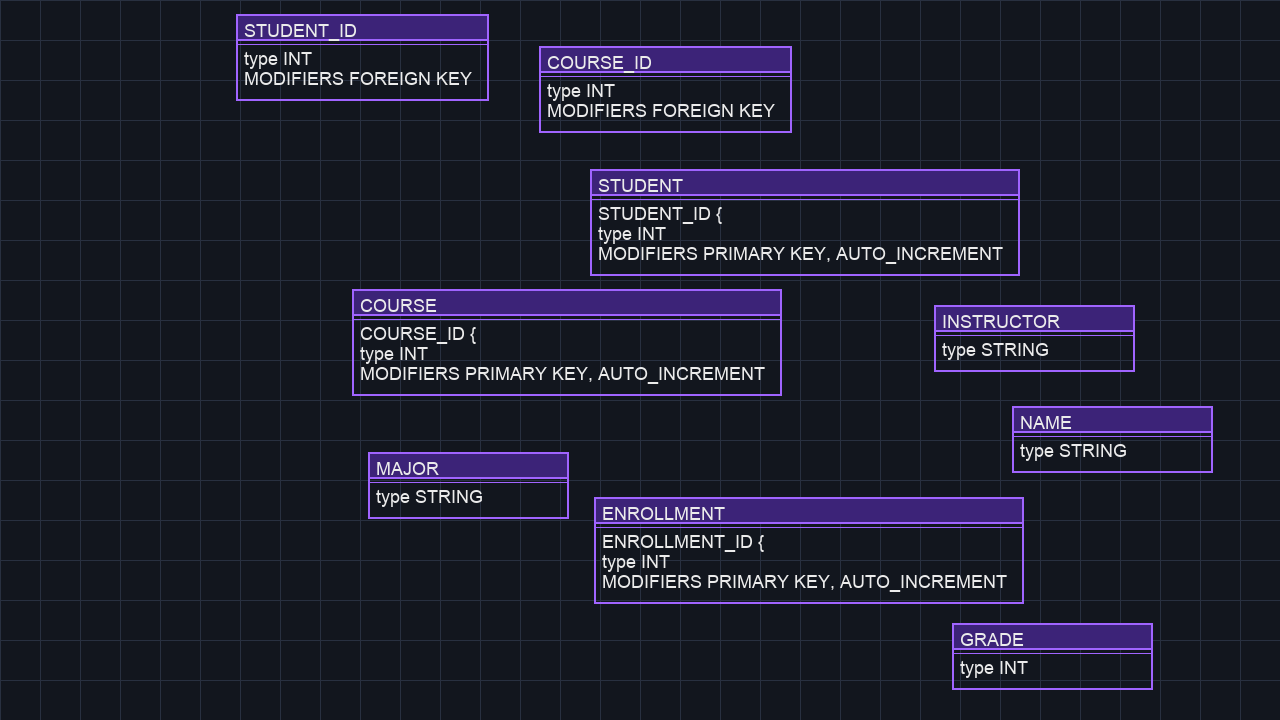 STUDENT_ID
type INT
MODIFIERS FOREIGN KEY
COURSE_ID
type INT
MODIFIERS FOREIGN KEY
STUDENT
STUDENT_ID {
type INT
MODIFIERS PRIMARY KEY, AUTO_INCREMENT
COURSE
COURSE_ID {
type INT
MODIFIERS PRIMARY KEY, AUTO_INCREMENT
INSTRUCTOR
type STRING
NAME
type STRING
MAJOR
type STRING
ENROLLMENT
ENROLLMENT_ID {
type INT
MODIFIERS PRIMARY KEY, AUTO_INCREMENT
GRADE
type INT